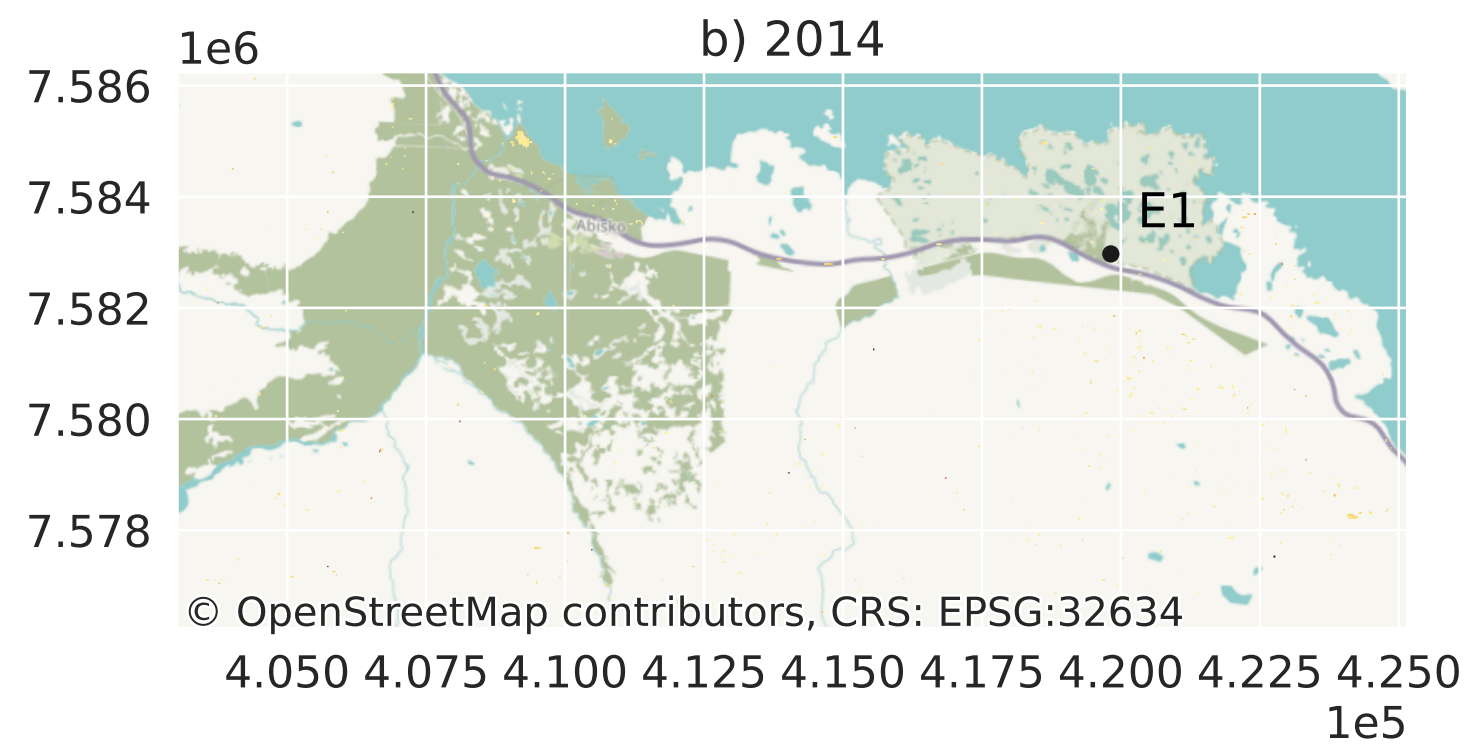 b) 2014
1e6
7.586
7.584
7.582
7.580
7.578
E1
Abisko
© OpenStreetMap contributors, CRS: EPSG:32634
4.050 4.075 4.100 4.125 4.150 4.175 4.200 4.225 4.250
1e5